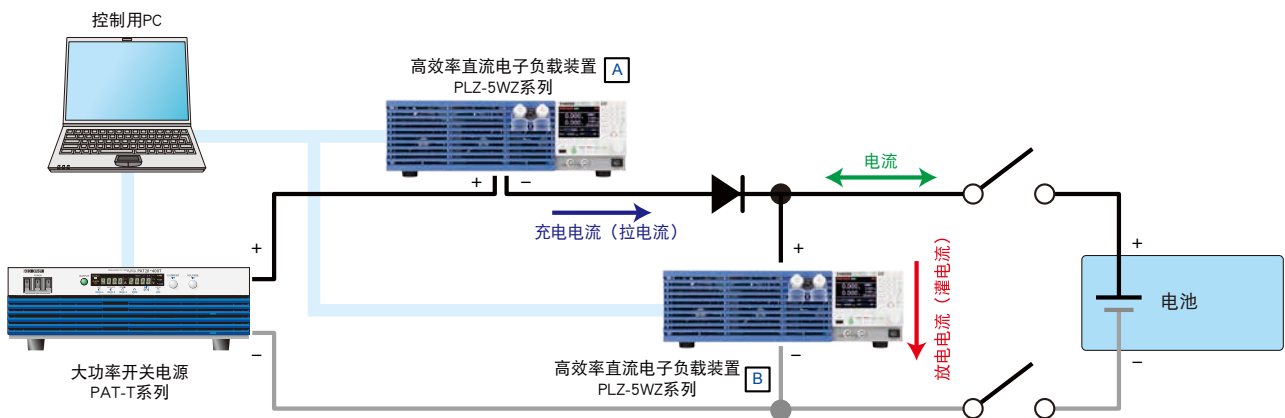 控制用PC
高效率直流电子负载装置 A
PLZ-5WZ系列
+ −
电流
充电电流（拉电流）
+
+
+
放电电流（灌电流）
电池
−
−
−
大功率开关电源
PAT-T系列
高效率直流电子负载装置 B
PLZ-5WZ系列